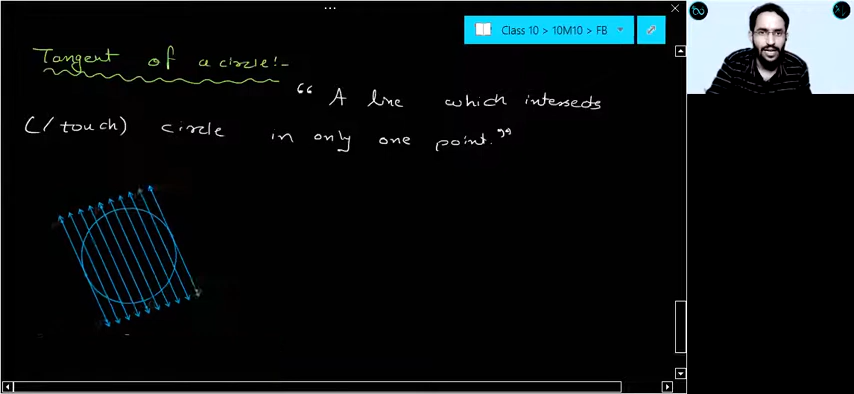 Class 10 > 10M10 > FB
Tangent of a circle:-
“ A line which intersects
(/touch) circle in only one point.”